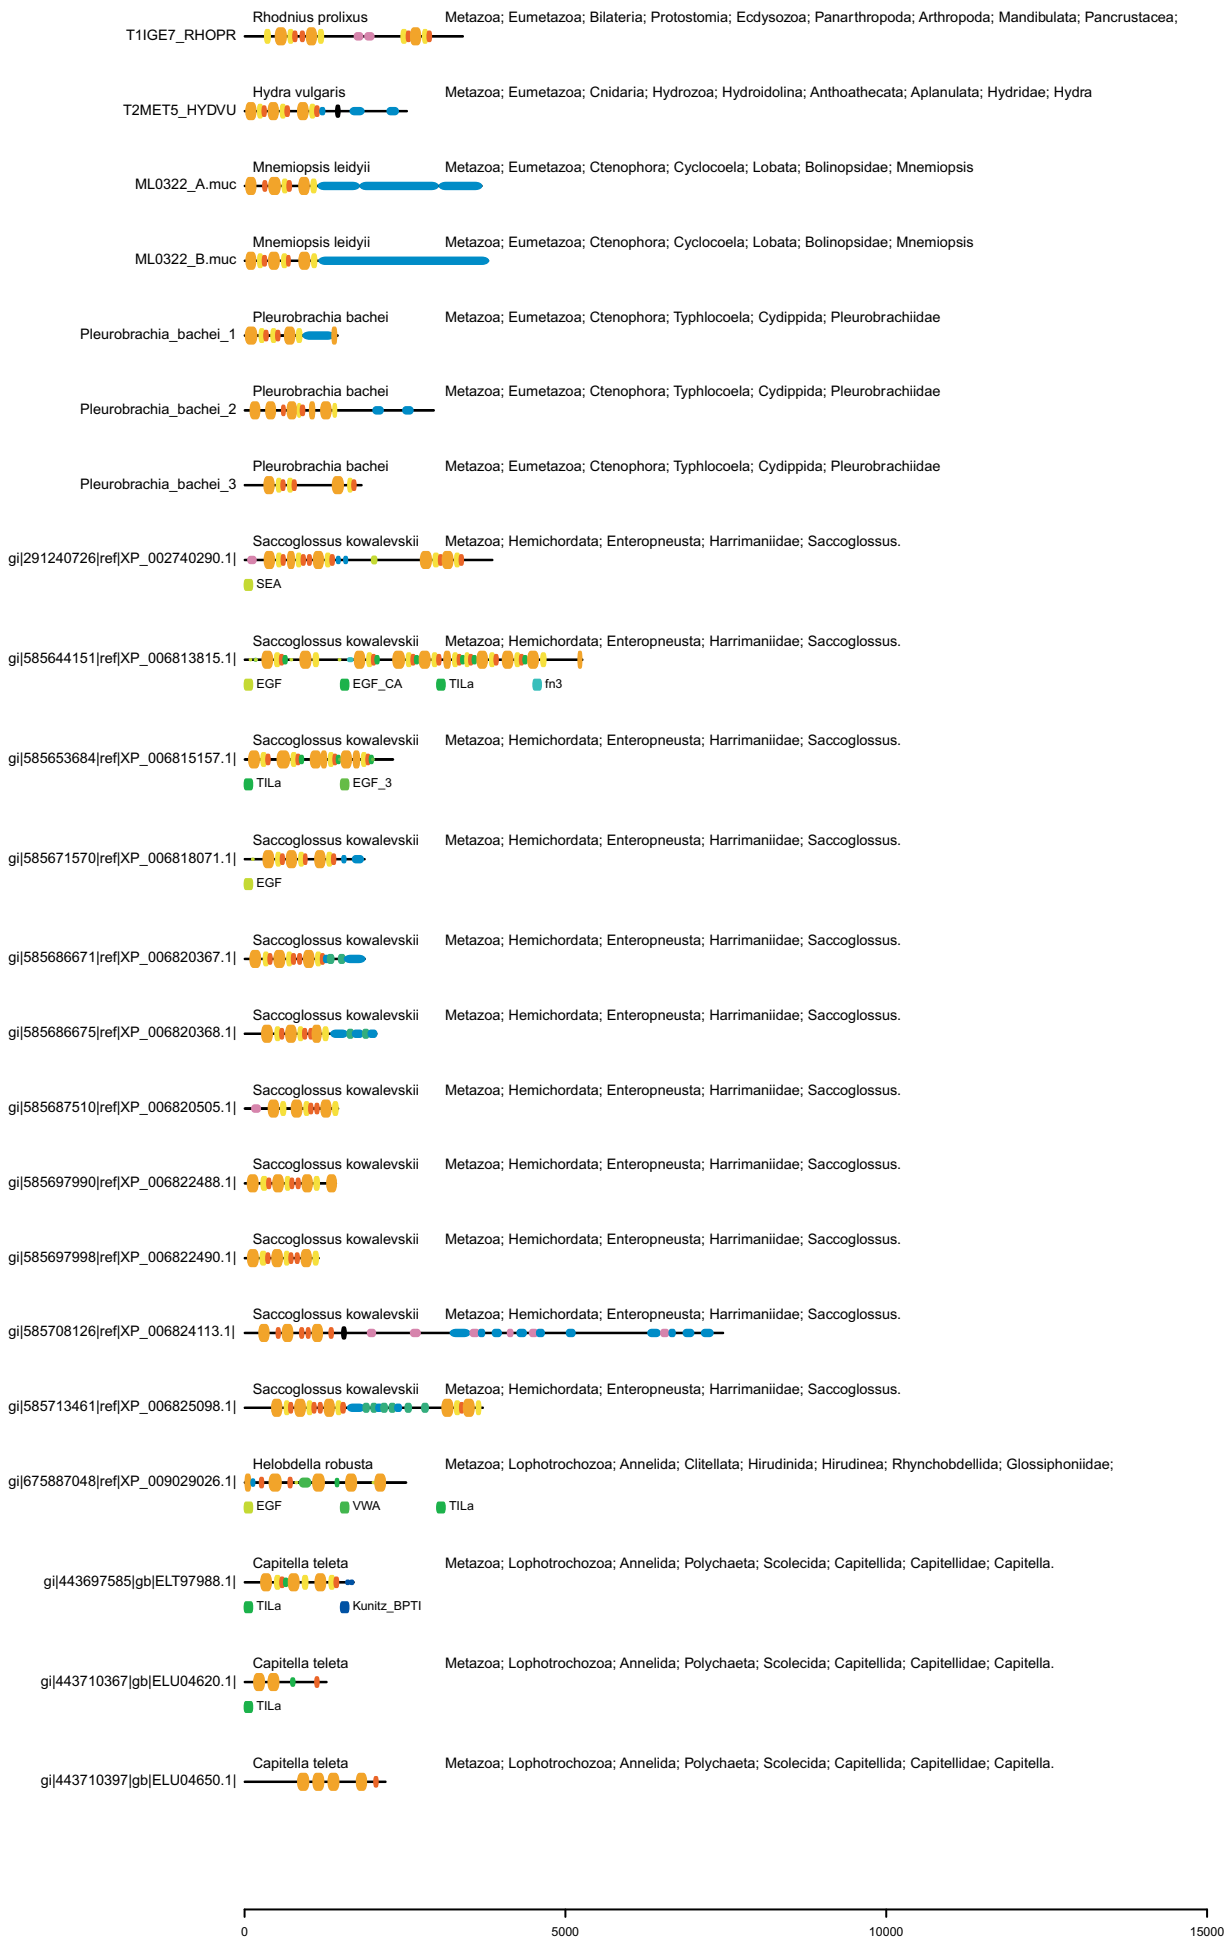 Rhodnius prolixus Metazoa; Eumetazoa; Bilateria; Protostomia; Ecdysozoa; Panarthropoda; Arthropoda; Mandibulata; Pancrustacea;
T1IGE7_RHOPR
Hydra vulgaris Metazoa; Eumetazoa; Cnidaria; Hydrozoa; Hydroidolina; Anthoathecata; Aplanulata; Hydridae; Hydra
T2MET5_HYDVU
Mnemiopsis leidyii Metazoa; Eumetazoa; Ctenophora; Cyclocoela; Lobata; Bolinopsidae; Mnemiopsis
ML0322_A.muc
Mnemiopsis leidyii Metazoa; Eumetazoa; Ctenophora; Cyclocoela; Lobata; Bolinopsidae; Mnemiopsis
ML0322_B.muc
Pleurobrachia bachei Metazoa; Eumetazoa; Ctenophora; Typhlocoela; Cydippida; Pleurobrachiidae
Pleurobrachia_bachei_1
Pleurobrachia bachei Metazoa; Eumetazoa; Ctenophora; Typhlocoela; Cydippida; Pleurobrachiidae
Pleurobrachia_bachei_2
Pleurobrachia bachei Metazoa; Eumetazoa; Ctenophora; Typhlocoela; Cydippida; Pleurobrachiidae
Pleurobrachia_bachei_3
Saccoglossus kowalevskii Metazoa; Hemichordata; Enteropneusta; Harrimaniidae; Saccoglossus.
gi|291240726|ref|XP_002740290.1|
SEA
Saccoglossus kowalevskii Metazoa; Hemichordata; Enteropneusta; Harrimaniidae; Saccoglossus.
gi|585644151|ref|XP_006813815.1|
EGF EGF_CA TILa fn3
Saccoglossus kowalevskii Metazoa; Hemichordata; Enteropneusta; Harrimaniidae; Saccoglossus.
gi|585653684|ref|XP_006815157.1|
TILa EGF_3
Saccoglossus kowalevskii Metazoa; Hemichordata; Enteropneusta; Harrimaniidae; Saccoglossus.
gi|585671570|ref|XP_006818071.1|
EGF
Saccoglossus kowalevskii Metazoa; Hemichordata; Enteropneusta; Harrimaniidae; Saccoglossus.
gi|585686671|ref|XP_006820367.1|
Saccoglossus kowalevskii Metazoa; Hemichordata; Enteropneusta; Harrimaniidae; Saccoglossus.
gi|585686675|ref|XP_006820368.1|
Saccoglossus kowalevskii Metazoa; Hemichordata; Enteropneusta; Harrimaniidae; Saccoglossus.
gi|585687510|ref|XP_006820505.1|
Saccoglossus kowalevskii Metazoa; Hemichordata; Enteropneusta; Harrimaniidae; Saccoglossus.
gi|585697990|ref|XP_006822488.1|
Saccoglossus kowalevskii Metazoa; Hemichordata; Enteropneusta; Harrimaniidae; Saccoglossus.
gi|585697998|ref|XP_006822490.1|
Saccoglossus kowalevskii Metazoa; Hemichordata; Enteropneusta; Harrimaniidae; Saccoglossus.
gi|585708126|ref|XP_006824113.1|
Saccoglossus kowalevskii Metazoa; Hemichordata; Enteropneusta; Harrimaniidae; Saccoglossus.
gi|585713461|ref|XP_006825098.1|
Helobdella robusta Metazoa; Lophotrochozoa; Annelida; Clitellata; Hirudinida; Hirudinea; Rhynchobdellida; Glossiphoniidae;
gi|675887048|ref|XP_009029026.1|
EGF VWA TILa
Capitella teleta Metazoa; Lophotrochozoa; Annelida; Polychaeta; Scolecida; Capitellida; Capitellidae; Capitella.
gi|443697585|gb|ELT97988.1|
TILa Kunitz_BPTI
Capitella teleta Metazoa; Lophotrochozoa; Annelida; Polychaeta; Scolecida; Capitellida; Capitellidae; Capitella.
gi|443710367|gb|ELU04620.1|
TILa
Capitella teleta Metazoa; Lophotrochozoa; Annelida; Polychaeta; Scolecida; Capitellida; Capitellidae; Capitella.
gi|443710397|gb|ELU04650.1|
0 5000 10000 15000